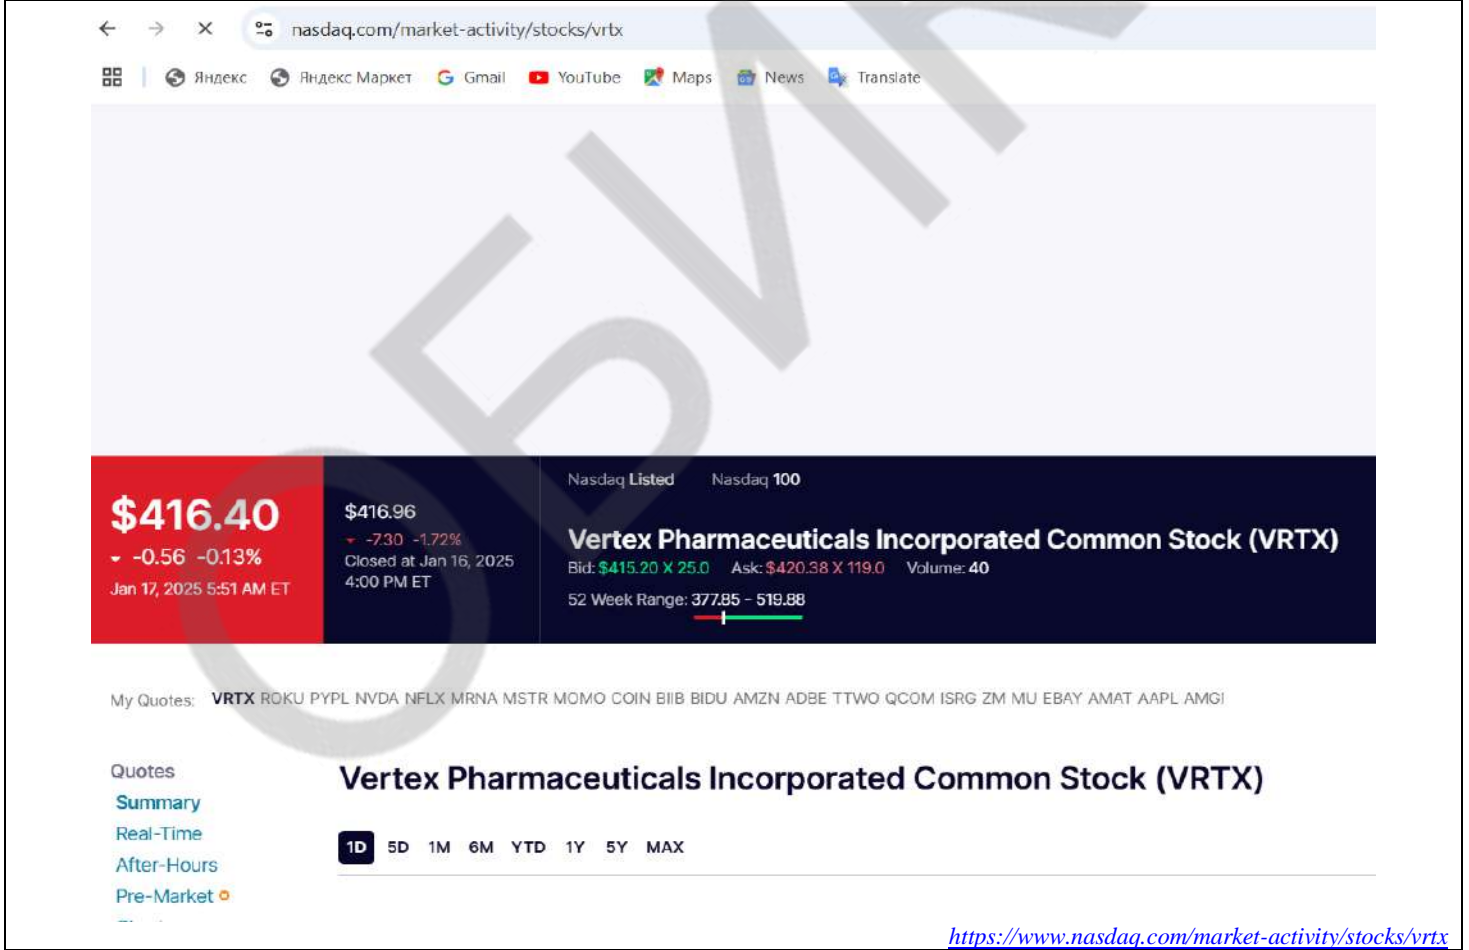 nasdaq.com/market-activity/stocks/vrtx
Яндекс Яндекс Маркет Gmail YouTube Maps News Translate
ОБИК
$416.40
-0.56 -0.13%
Jan 17, 2025 5:51 AM ET
$416.96
-7.30 -1.72%
Closed at Jan 16, 2025
4:00 PM ET
Nasdaq Listed Nasdaq 100
Vertex Pharmaceuticals Incorporated Common Stock (VRTX)
Bid: $415.20 X 25.0 Ask: $420.38 X 119.0 Volume: 40
52 Week Range: 377.85 - 519.88
My Quotes: VRTX ROKU PYPL NVDA NFLX MRNA MSTR MOMO COIN BIIB BIDU AMZN ADBE TTWO QCOM ISRG ZM MU EBAY AMAT AAPL AMGI
Quotes
Summary
Real-Time
After-Hours
Pre-Market
Vertex Pharmaceuticals Incorporated Common Stock (VRTX)
1D 5D 1M 6M YTD 1Y 5Y MAX
https://www.nasdaq.com/market-activity/stocks/vrtx